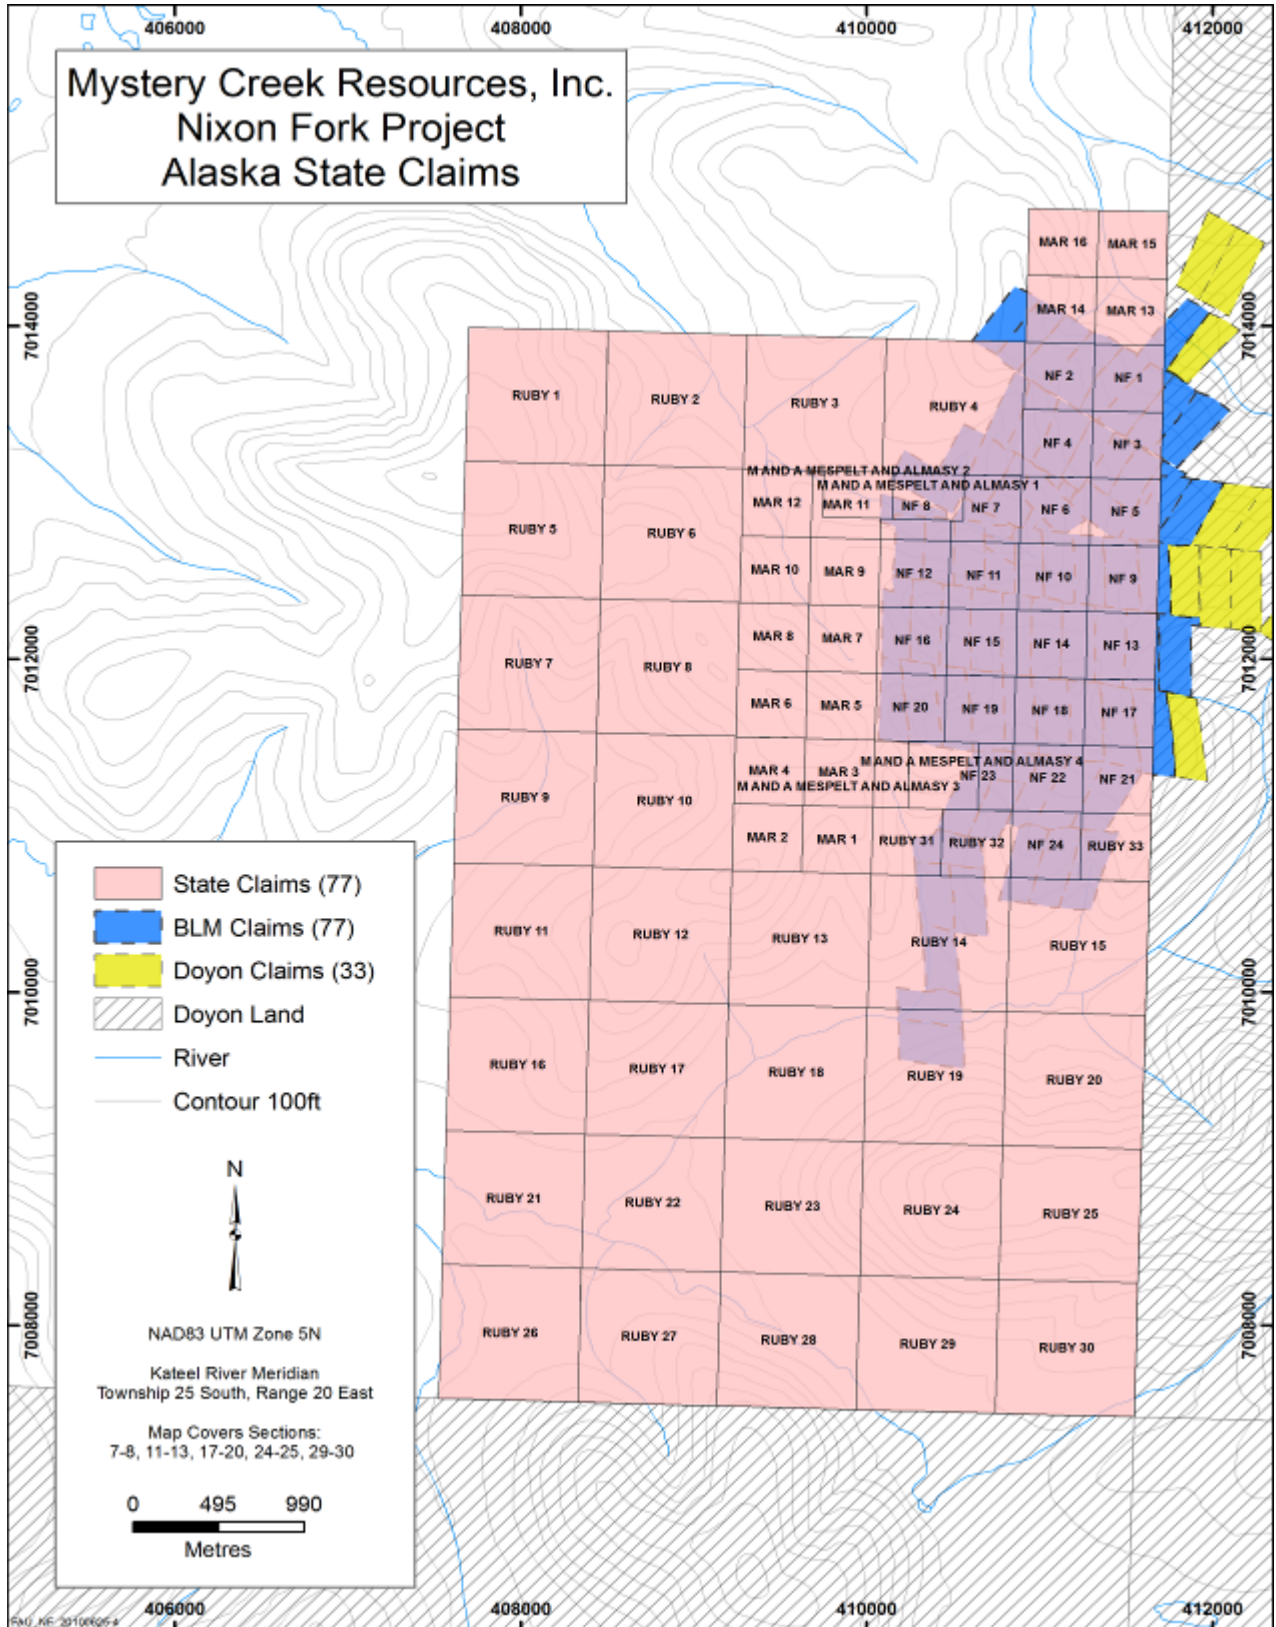 406000 408000 410000 412000
Mystery Creek Resources, Inc.
Nixon Fork Project
Alaska State Claims
MAR 16 MAR 15
7014000 MAR 14 MAR 13 7014000
NF 2 NF 1
RUBY 1 RUBY 2 RUBY 3 RUBY 4
NF 4 NF 3
M AND A MESPELT AND ALMASY 2
M AND A MESPELT AND ALMASY 1
MAR 12 MAR 11 NF 8 NF 7 NF 6 NF 5
RUBY 5 RUBY 6
MAR 10 MAR 9 NF 12 NF 11 NF 10 NF 9
MAR 8 MAR 7 NF 16 NF 15 NF 14 NF 13
7012000 RUBY 7 RUBY 8 7012000
MAR 6 MAR 5 NF 20 NF 19 NF 18 NF 17
M AND A MESPELT AND ALMASY 4
MAR 4 MAR 3 NF 23 NF 22 NF 21
M AND A MESPELT AND ALMASY 3
RUBY 9 RUBY 10
MAR 2 MAR 1 RUBY 31 RUBY 32 NF 24 RUBY 33
RUBY 11 RUBY 12 RUBY 13 RUBY 14 RUBY 15
7010000 7010000
RUBY 16 RUBY 17 RUBY 18 RUBY 19 RUBY 20
RUBY 21 RUBY 22 RUBY 23 RUBY 24 RUBY 25
7008000 7008000
RUBY 26 RUBY 27 RUBY 28 RUBY 29 RUBY 30
State Claims (77)
BLM Claims (77)
Doyon Claims (33)
Doyon Land
River
Contour 100ft
N
NAD83 UTM Zone 5N
Kateel River Meridian
Township 25 South, Range 20 East
Map Covers Sections:
7-8, 11-13, 17-20, 24-25, 29-30
0 495 990
Metres
406000 408000 410000 412000